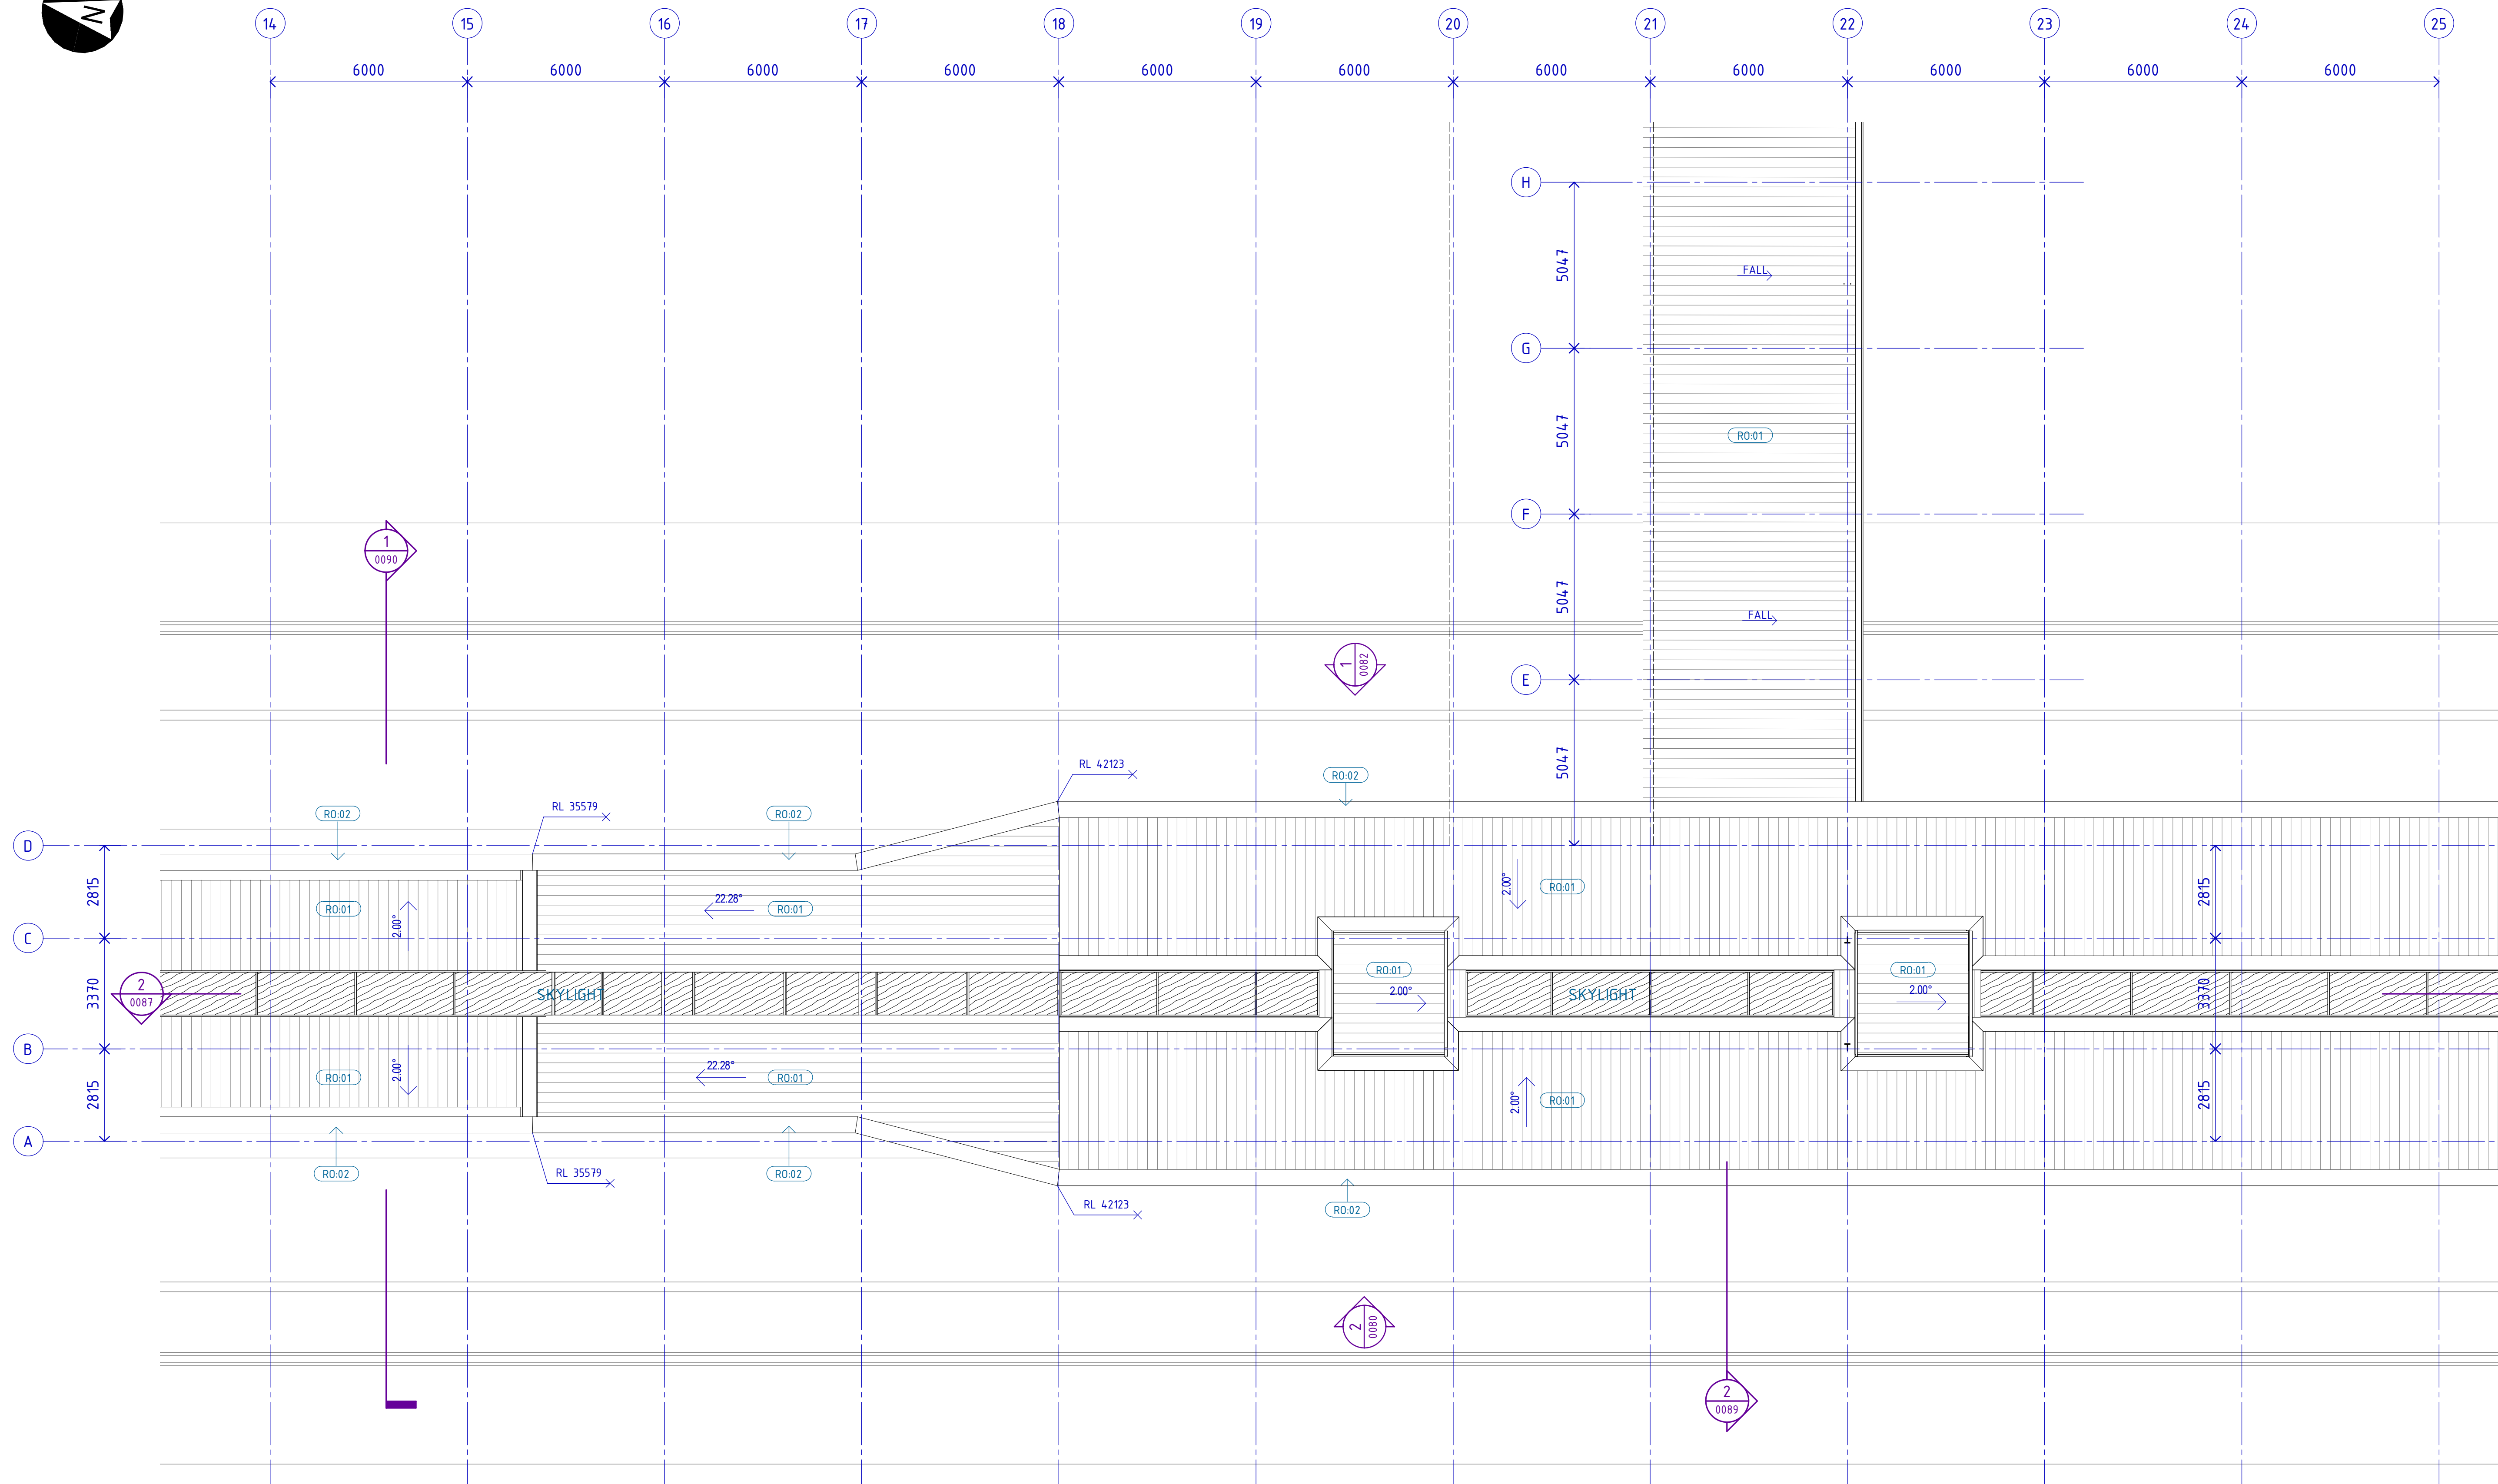 N
14 15 16 17 18 19 20 21 22 23 24 25
6000 6000 6000 6000 6000 6000 6000 6000 6000 6000 6000
H
5047
FALL
G
5047
RO:01
F
1
0090
5047
FALL
1
0082
E
5047
RL 42123
RO:02
RL 35579
RO:02
RO:02
D
2815
RO:01
2.00°
22.28°
RO:01
2.00°
RO:01
2815
C
3370
2
0087
SKYLIGHT
RO:01
2.00°
SKYLIGHT
RO:01
2.00°
3370
B
2815
RO:01
2.00°
22.28°
RO:01
2.00°
RO:01
2815
A
RO:02
RL 35579
RO:02
RL 42123
RO:02
2
0080
2
0089